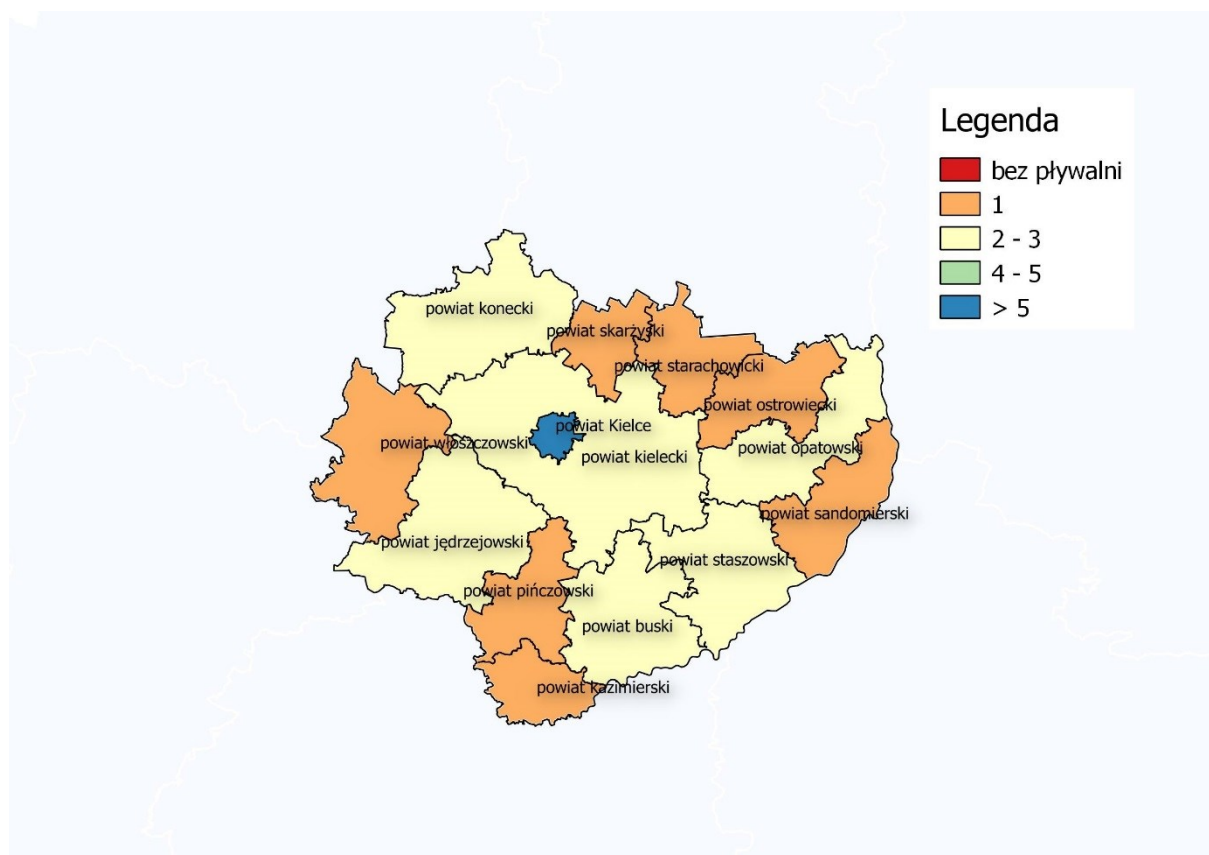 Legenda
bez pływalni
1
2 - 3
4 - 5
> 5
powiat konecki
powiat skarżyski
powiat starachowicki
powiat ostrowiecki
powiat Kielce
powiat włoszczowski
powiat opatowski
powiat kielecki
powiat sandomierski
powiat jędrzejowski
powiat staszowski
powiat pińczowski
powiat buski
powiat kazimierski